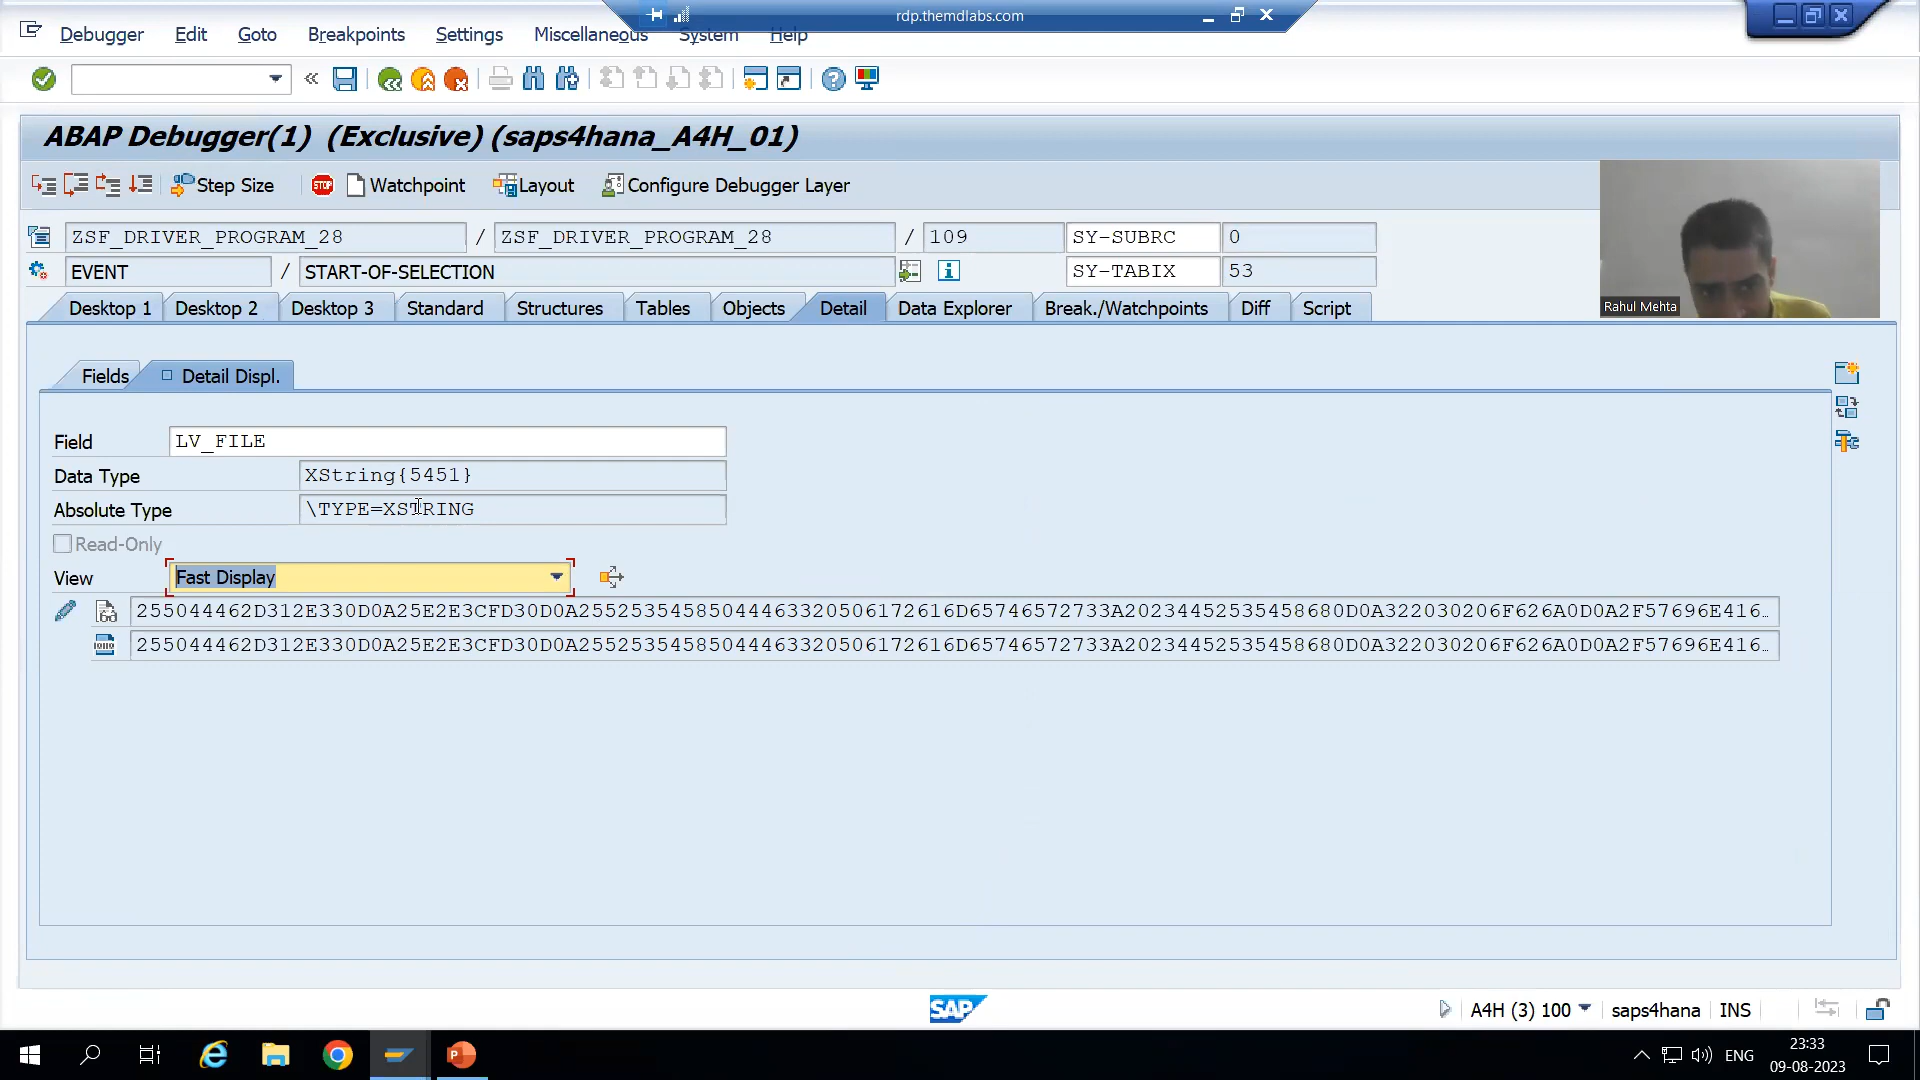 rdp.themdlabs.com
Debugger Edit Goto Breakpoints Settings Miscellaneous System Help
ABAP Debugger(1) (Exclusive) (saps4hana_A4H_01)
Step Size STOP Watchpoint Layout Configure Debugger Layer
ZSF_DRIVER_PROGRAM_28 / ZSF_DRIVER_PROGRAM_28 / 109 SY-SUBRC 0
EVENT / START-OF-SELECTION SY-TABIX 53
Rahul Mehta
Desktop 1 Desktop 2 Desktop 3 Standard Structures Tables Objects Detail Data Explorer Break./Watchpoints Diff Script
Fields Detail Displ.
Field LV_FILE
Data Type XString{5451}
Absolute Type \TYPE=XSTRING
Read-Only
View Fast Display
255044462D312E330D0A25E2E3CFD30D0A25525354585044463320506172616D65746572733A20234452535458680D0A322030206F626A0D0A2F57696E416…
255044462D312E330D0A25E2E3CFD30D0A25525354585044463320506172616D65746572733A20234452535458680D0A322030206F626A0D0A2F57696E416…
SAP A4H (3) 100 saps4hana INS
ENG
23:33
09-08-2023